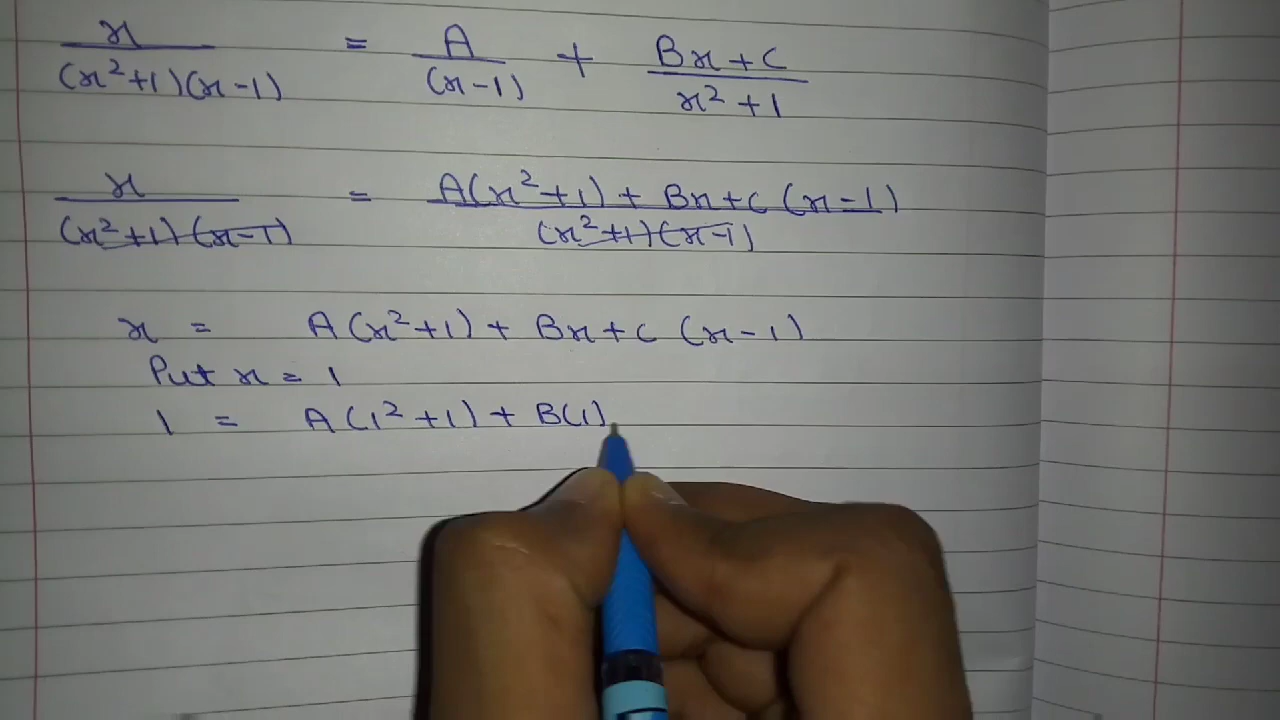 x/((x²+1)(x-1)) = A/(x-1) + (Bx+C)/(x²+1)
x/((x²+1)(x-1)) = (A(x²+1) + Bx+C (x-1))/((x²+1)(x-1))
x = A(x²+1) + Bx+C (x-1)
Put x = 1
1 = A(1²+1) + B(1)